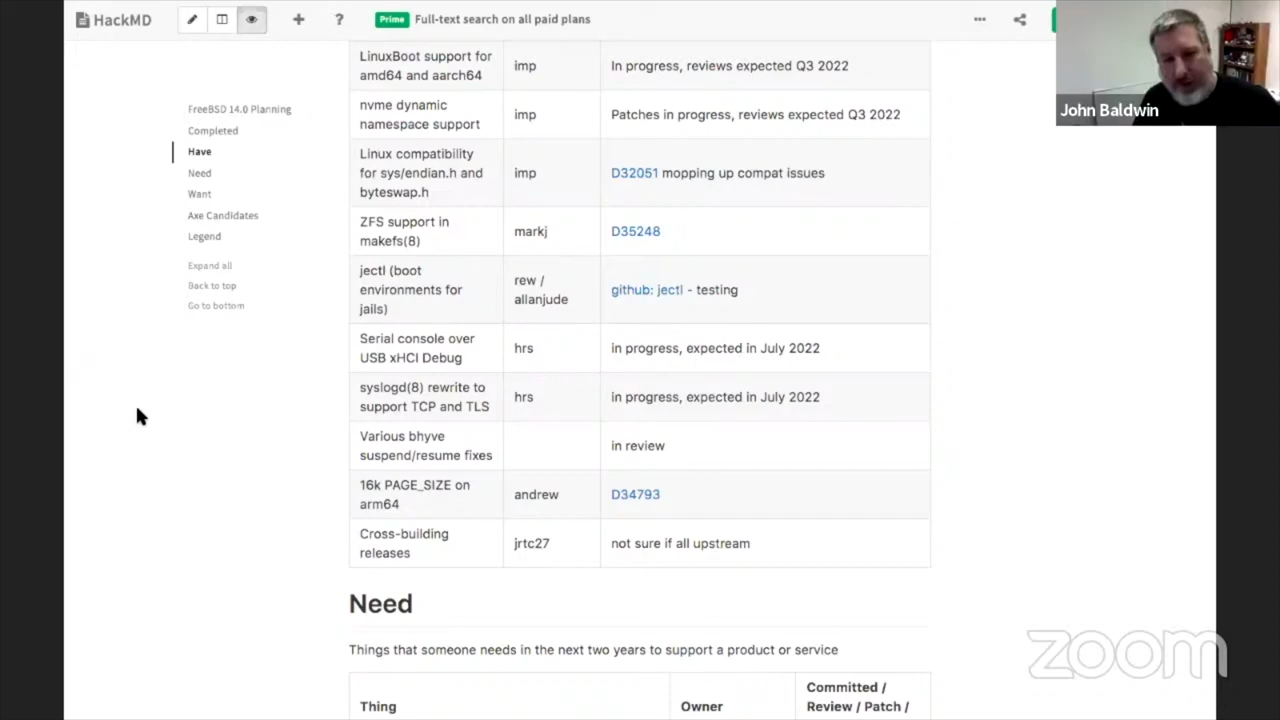 HackMD
Prime Full-text search on all paid plans
John Baldwin
FreeBSD 14.0 Planning
Completed
Have
Need
Want
Axe Candidates
Legend
Expand all
Back to top
Go to bottom
LinuxBoot support for
amd64 and aarch64
imp
In progress, reviews expected Q3 2022
nvme dynamic
namespace support
imp
Patches in progress, reviews expected Q3 2022
Linux compatibility
for sys/endian.h and
byteswap.h
imp
D32051 mopping up compat issues
ZFS support in
makefs(8)
markj
D35248
jectl (boot
environments for
jails)
rew /
allanjude
github: jectl - testing
Serial console over
USB xHCI Debug
hrs
in progress, expected in July 2022
syslogd(8) rewrite to
support TCP and TLS
hrs
in progress, expected in July 2022
Various bhyve
suspend/resume fixes
in review
16k PAGE_SIZE on
arm64
andrew
D34793
Cross-building
releases
jrtc27
not sure if all upstream
Need
Things that someone needs in the next two years to support a product or service
Thing
Owner
Committed /
Review / Patch /
zoom